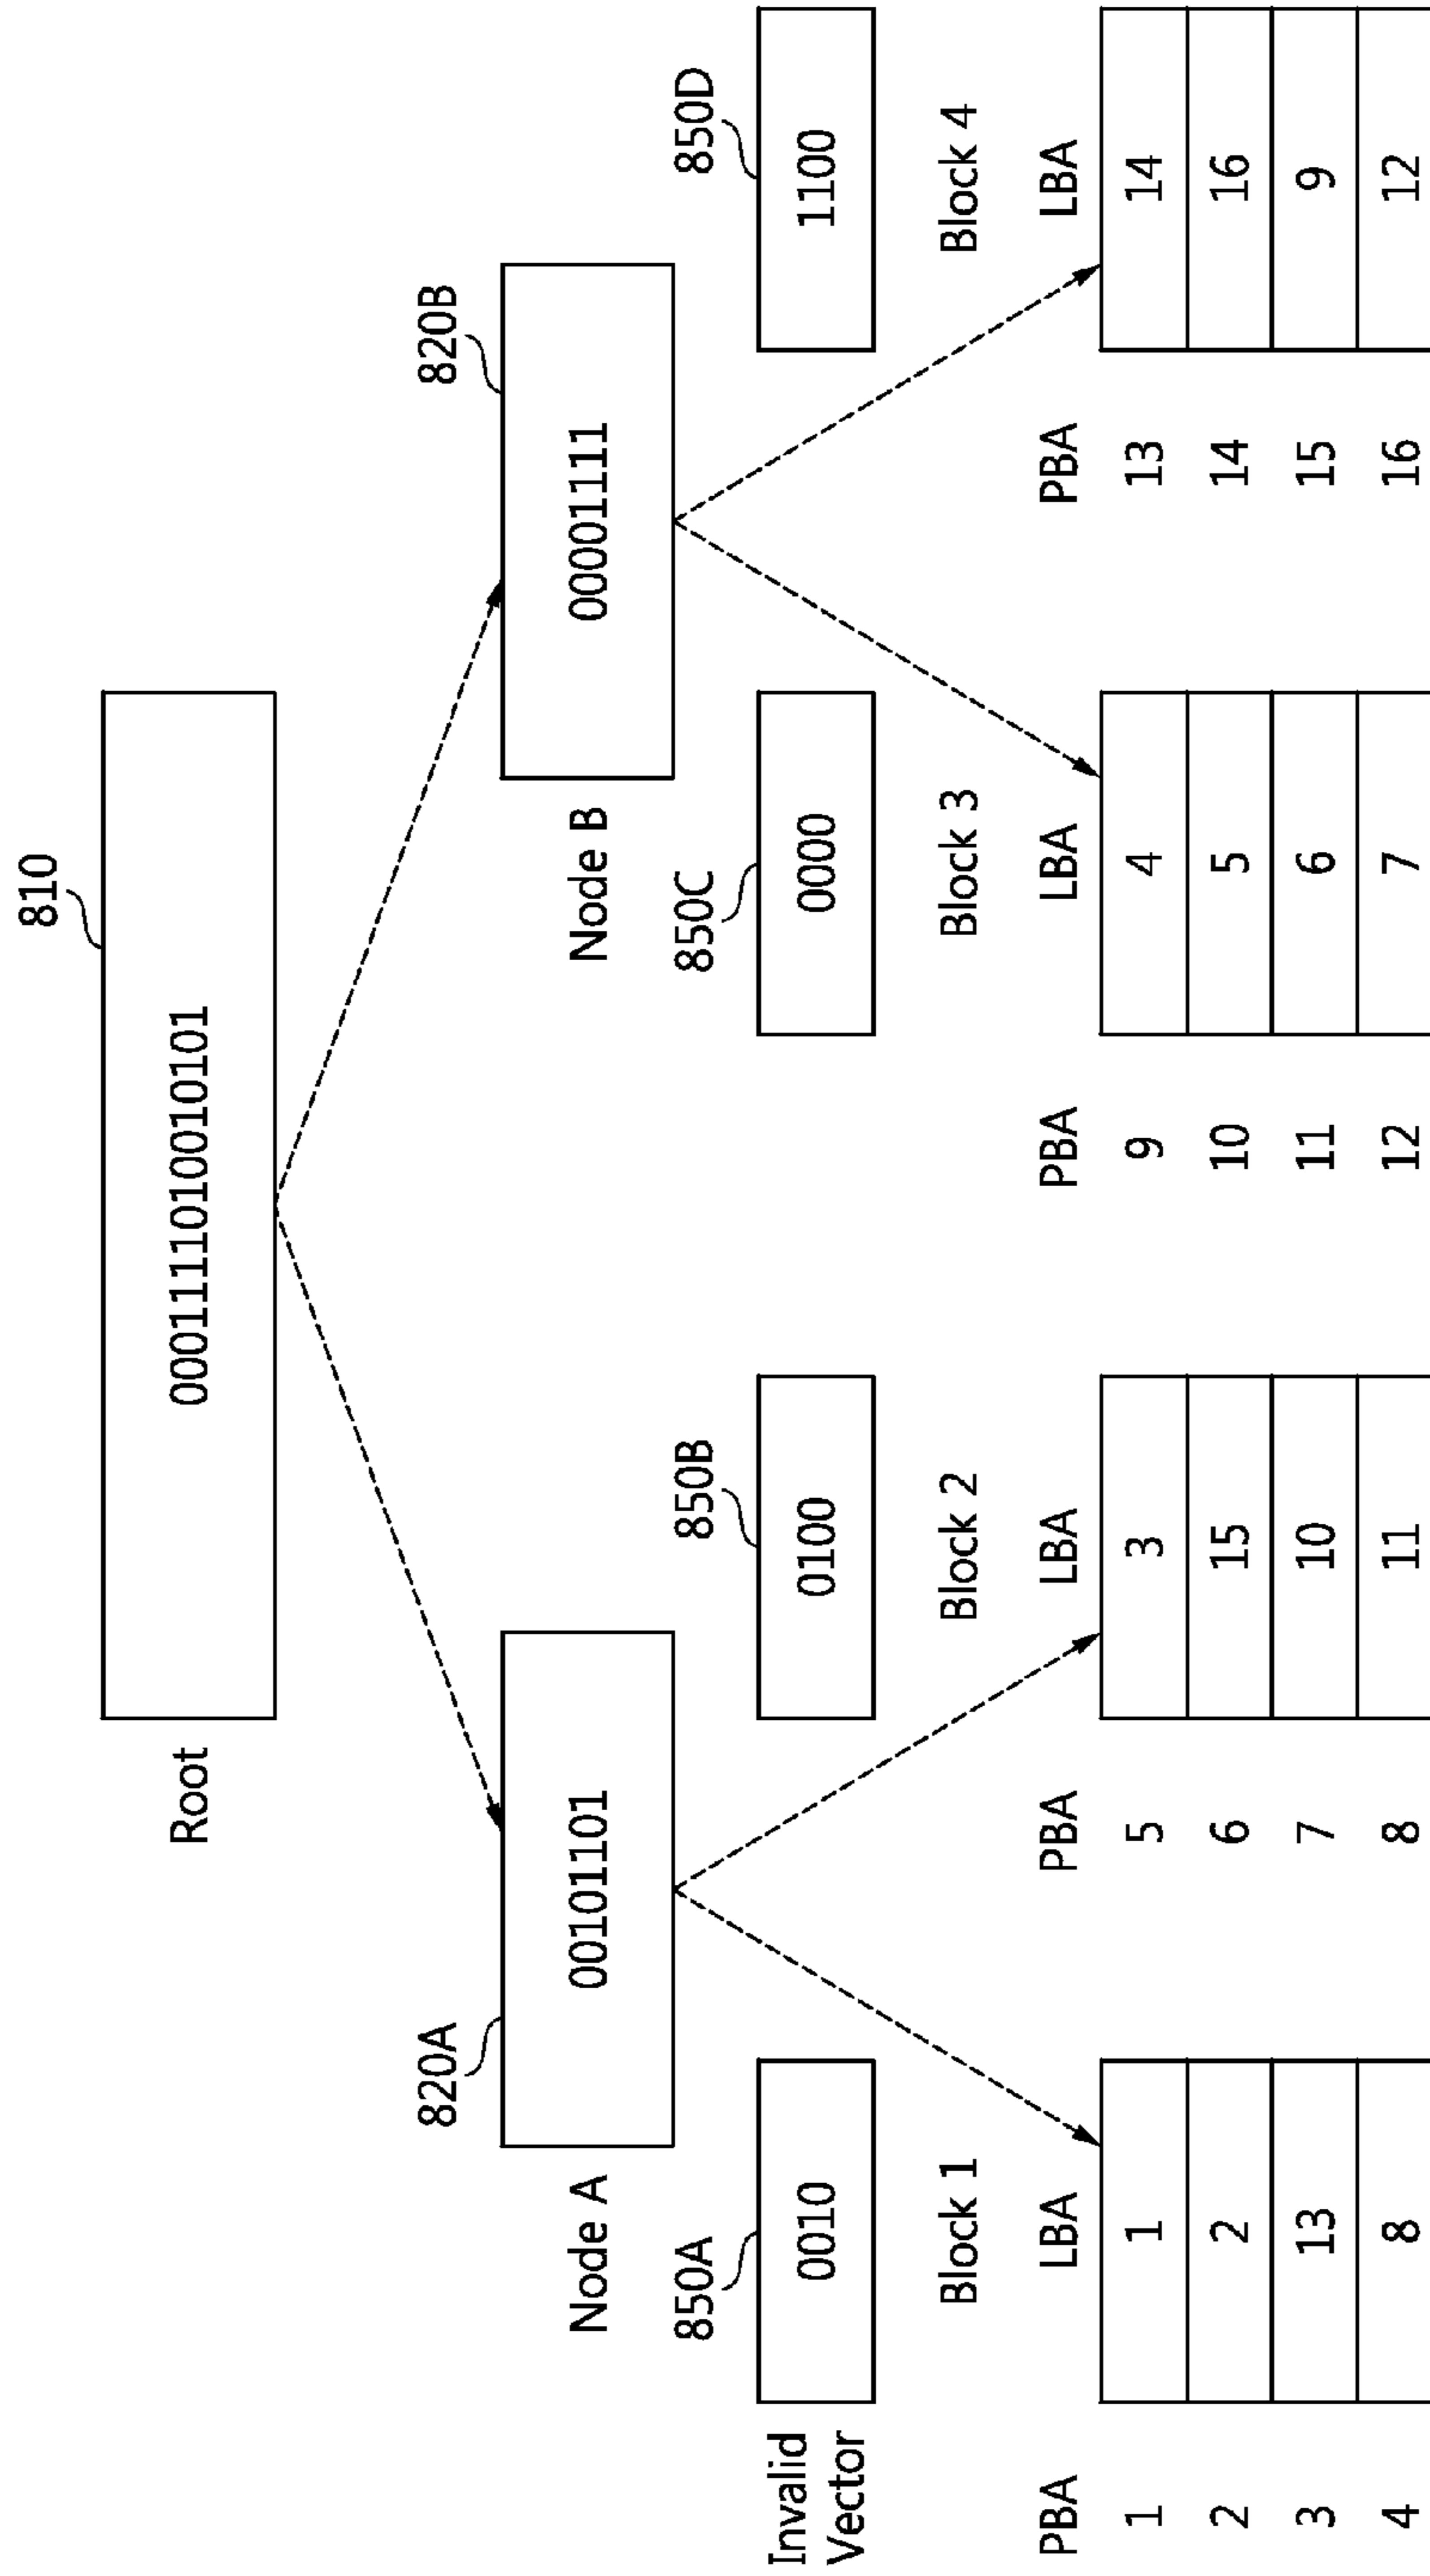 810
Root
0001111010010101
820A
820B
Node A
00101101
Node B
00001111
850A
850B
850C
850D
Invalid
Vector
0010
0100
0000
1100
Block 1
Block 2
Block 3
Block 4
PBA LBA PBA LBA PBA LBA PBA LBA
1 1 5 3 9 4 13 14
2 2 6 15 10 5 14 16
3 13 7 10 11 6 15 9
4 8 8 11 12 7 16 12